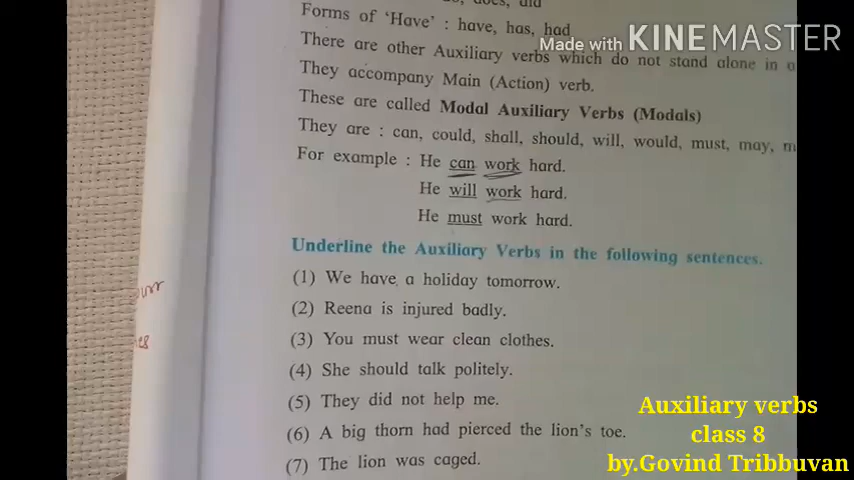 did
Forms of 'Have' : have, has, had
Made with KINEMASTER
There are other Auxiliary verbs which do not stand alone in a
They accompany Main (Action) verb.
These are called Modal Auxiliary Verbs (Modals)
They are : can, could, shall, should, will, would, must, may, m
For example : He can work hard.
He will work hard.
He must work hard.
Underline the Auxiliary Verbs in the following sentences.
(1) We have a holiday tomorrow.
(2) Reena is injured badly.
(3) You must wear clean clothes.
(4) She should talk politely.
(5) They did not help me.
(6) A big thorn had pierced the lion's toe.
(7) The lion was caged.
Auxiliary verbs
class 8
by.Govind Tribbuvan